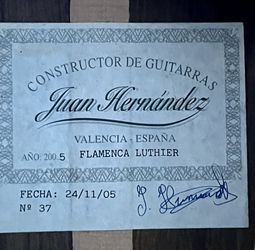 CONSTRUCTOR DE GUITARRAS
Juan Hernández
VALENCIA - ESPAÑA
AÑO: 2005 FLAMENCA LUTHIER
FECHA: 24/11/05
Nº 37